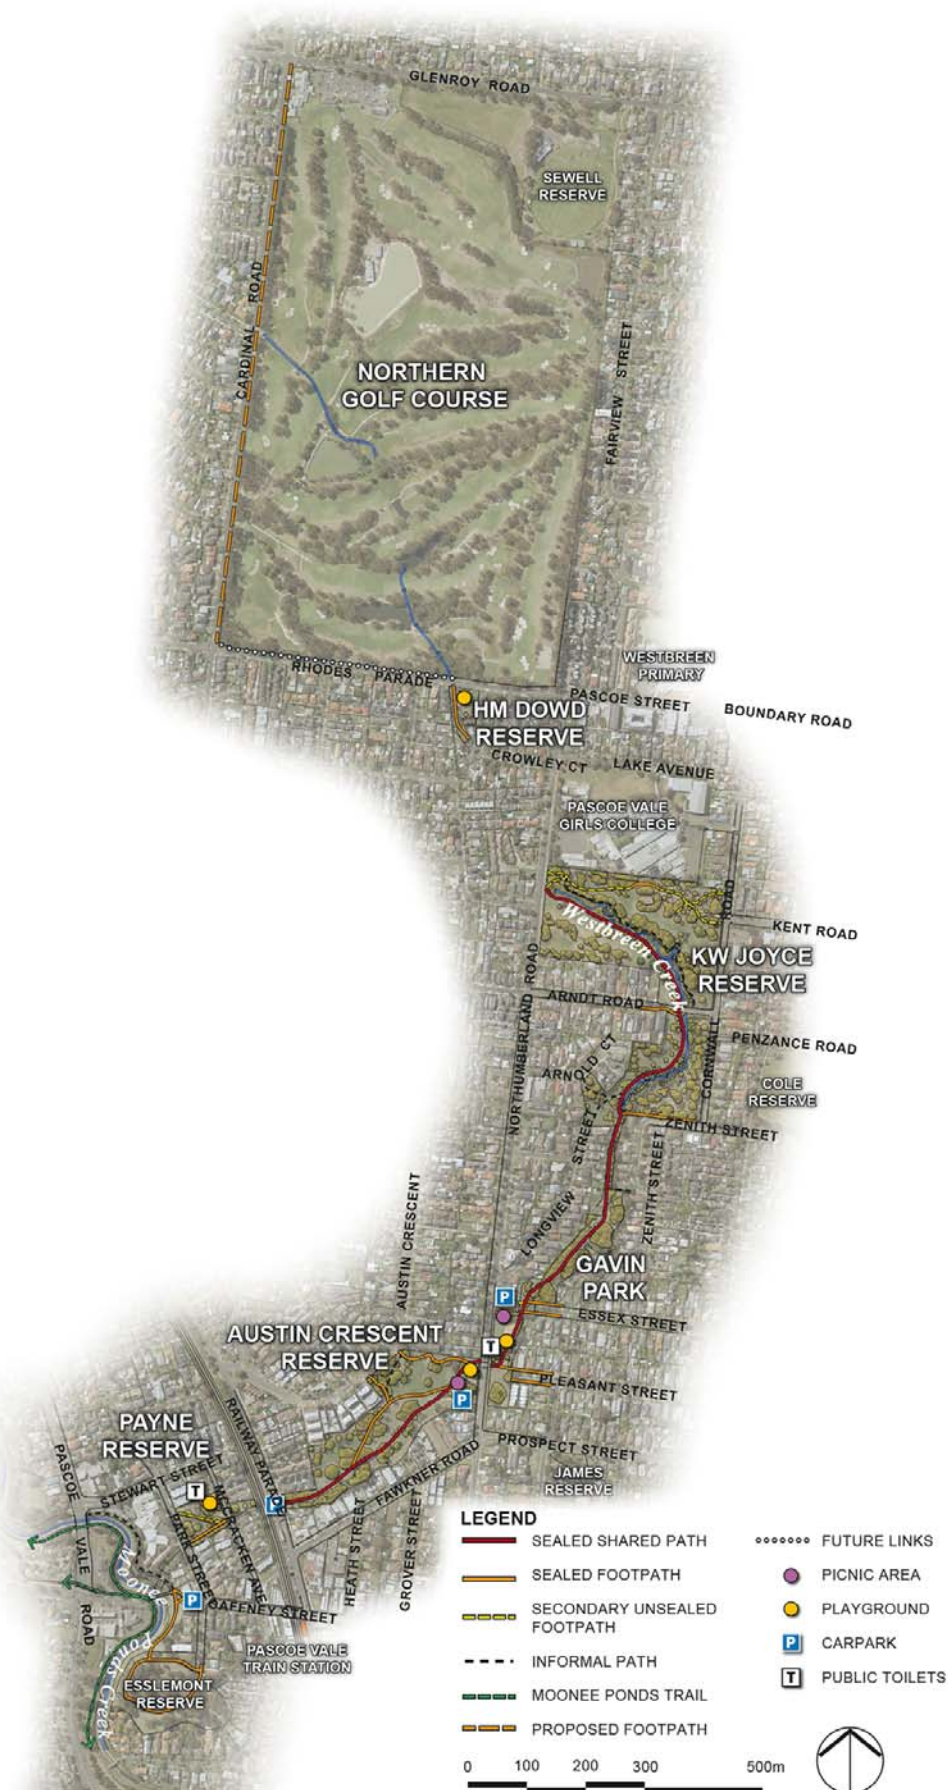 GLENROY ROAD
SEWELL
RESERVE
CARDINAL ROAD
NORTHERN
GOLF COURSE
FAIRVIEW STREET
WESTBREEN
PRIMARY
RHODES PARADE
PASCOE STREET
BOUNDARY ROAD
HM DOWD
RESERVE
CROWLEY CT
LAKE AVENUE
PASCOE VALE
GIRLS COLLEGE
ROAD
KENT ROAD
Westbreen Creek
KW JOYCE
RESERVE
NORTHUMBERLAND ROAD
ARNDT ROAD
CORNWALL
PENZANCE ROAD
ARNOLD CT
COLE
RESERVE
ZENITH STREET
STREET
ZENITH STREET
LONGVIEW
AUSTIN CRESCENT
GAVIN
PARK
P
ESSEX STREET
AUSTIN CRESCENT
RESERVE
T
PLEASANT STREET
P
PAYNE
RESERVE
RAILWAY PARADE
PROSPECT STREET
FAWKNER ROAD
JAMES
RESERVE
PASCOE VALE ROAD
STEWART STREET
T
MCCRACKEN AVE
P
PARK STREET
HEATH STREET
GROVER STREET
Moonee Ponds Creek
P
GAFFNEY STREET
PASCOE VALE
TRAIN STATION
ESSLEMONT
RESERVE
LEGEND
SEALED SHARED PATH
SEALED FOOTPATH
SECONDARY UNSEALED
FOOTPATH
INFORMAL PATH
MOONEE PONDS TRAIL
PROPOSED FOOTPATH
FUTURE LINKS
PICNIC AREA
PLAYGROUND
P CARPARK
T PUBLIC TOILETS
0 100 200 300 500m